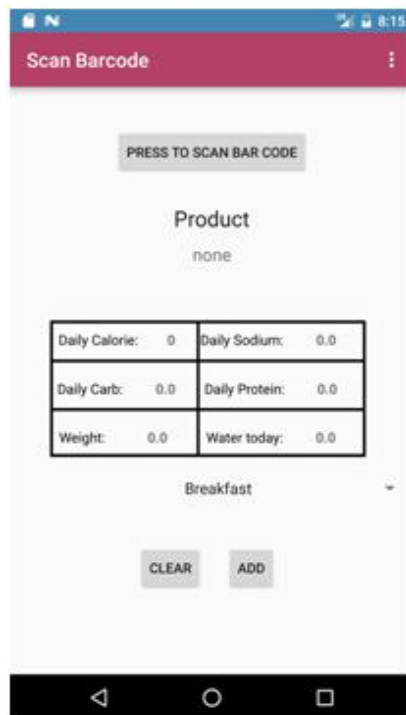 8:15
Scan Barcode
PRESS TO SCAN BAR CODE
Product
none
Daily Calorie: 0 Daily Sodium: 0.0
Daily Carb: 0.0 Daily Protein: 0.0
Weight: 0.0 Water today: 0.0
Breakfast
CLEAR ADD